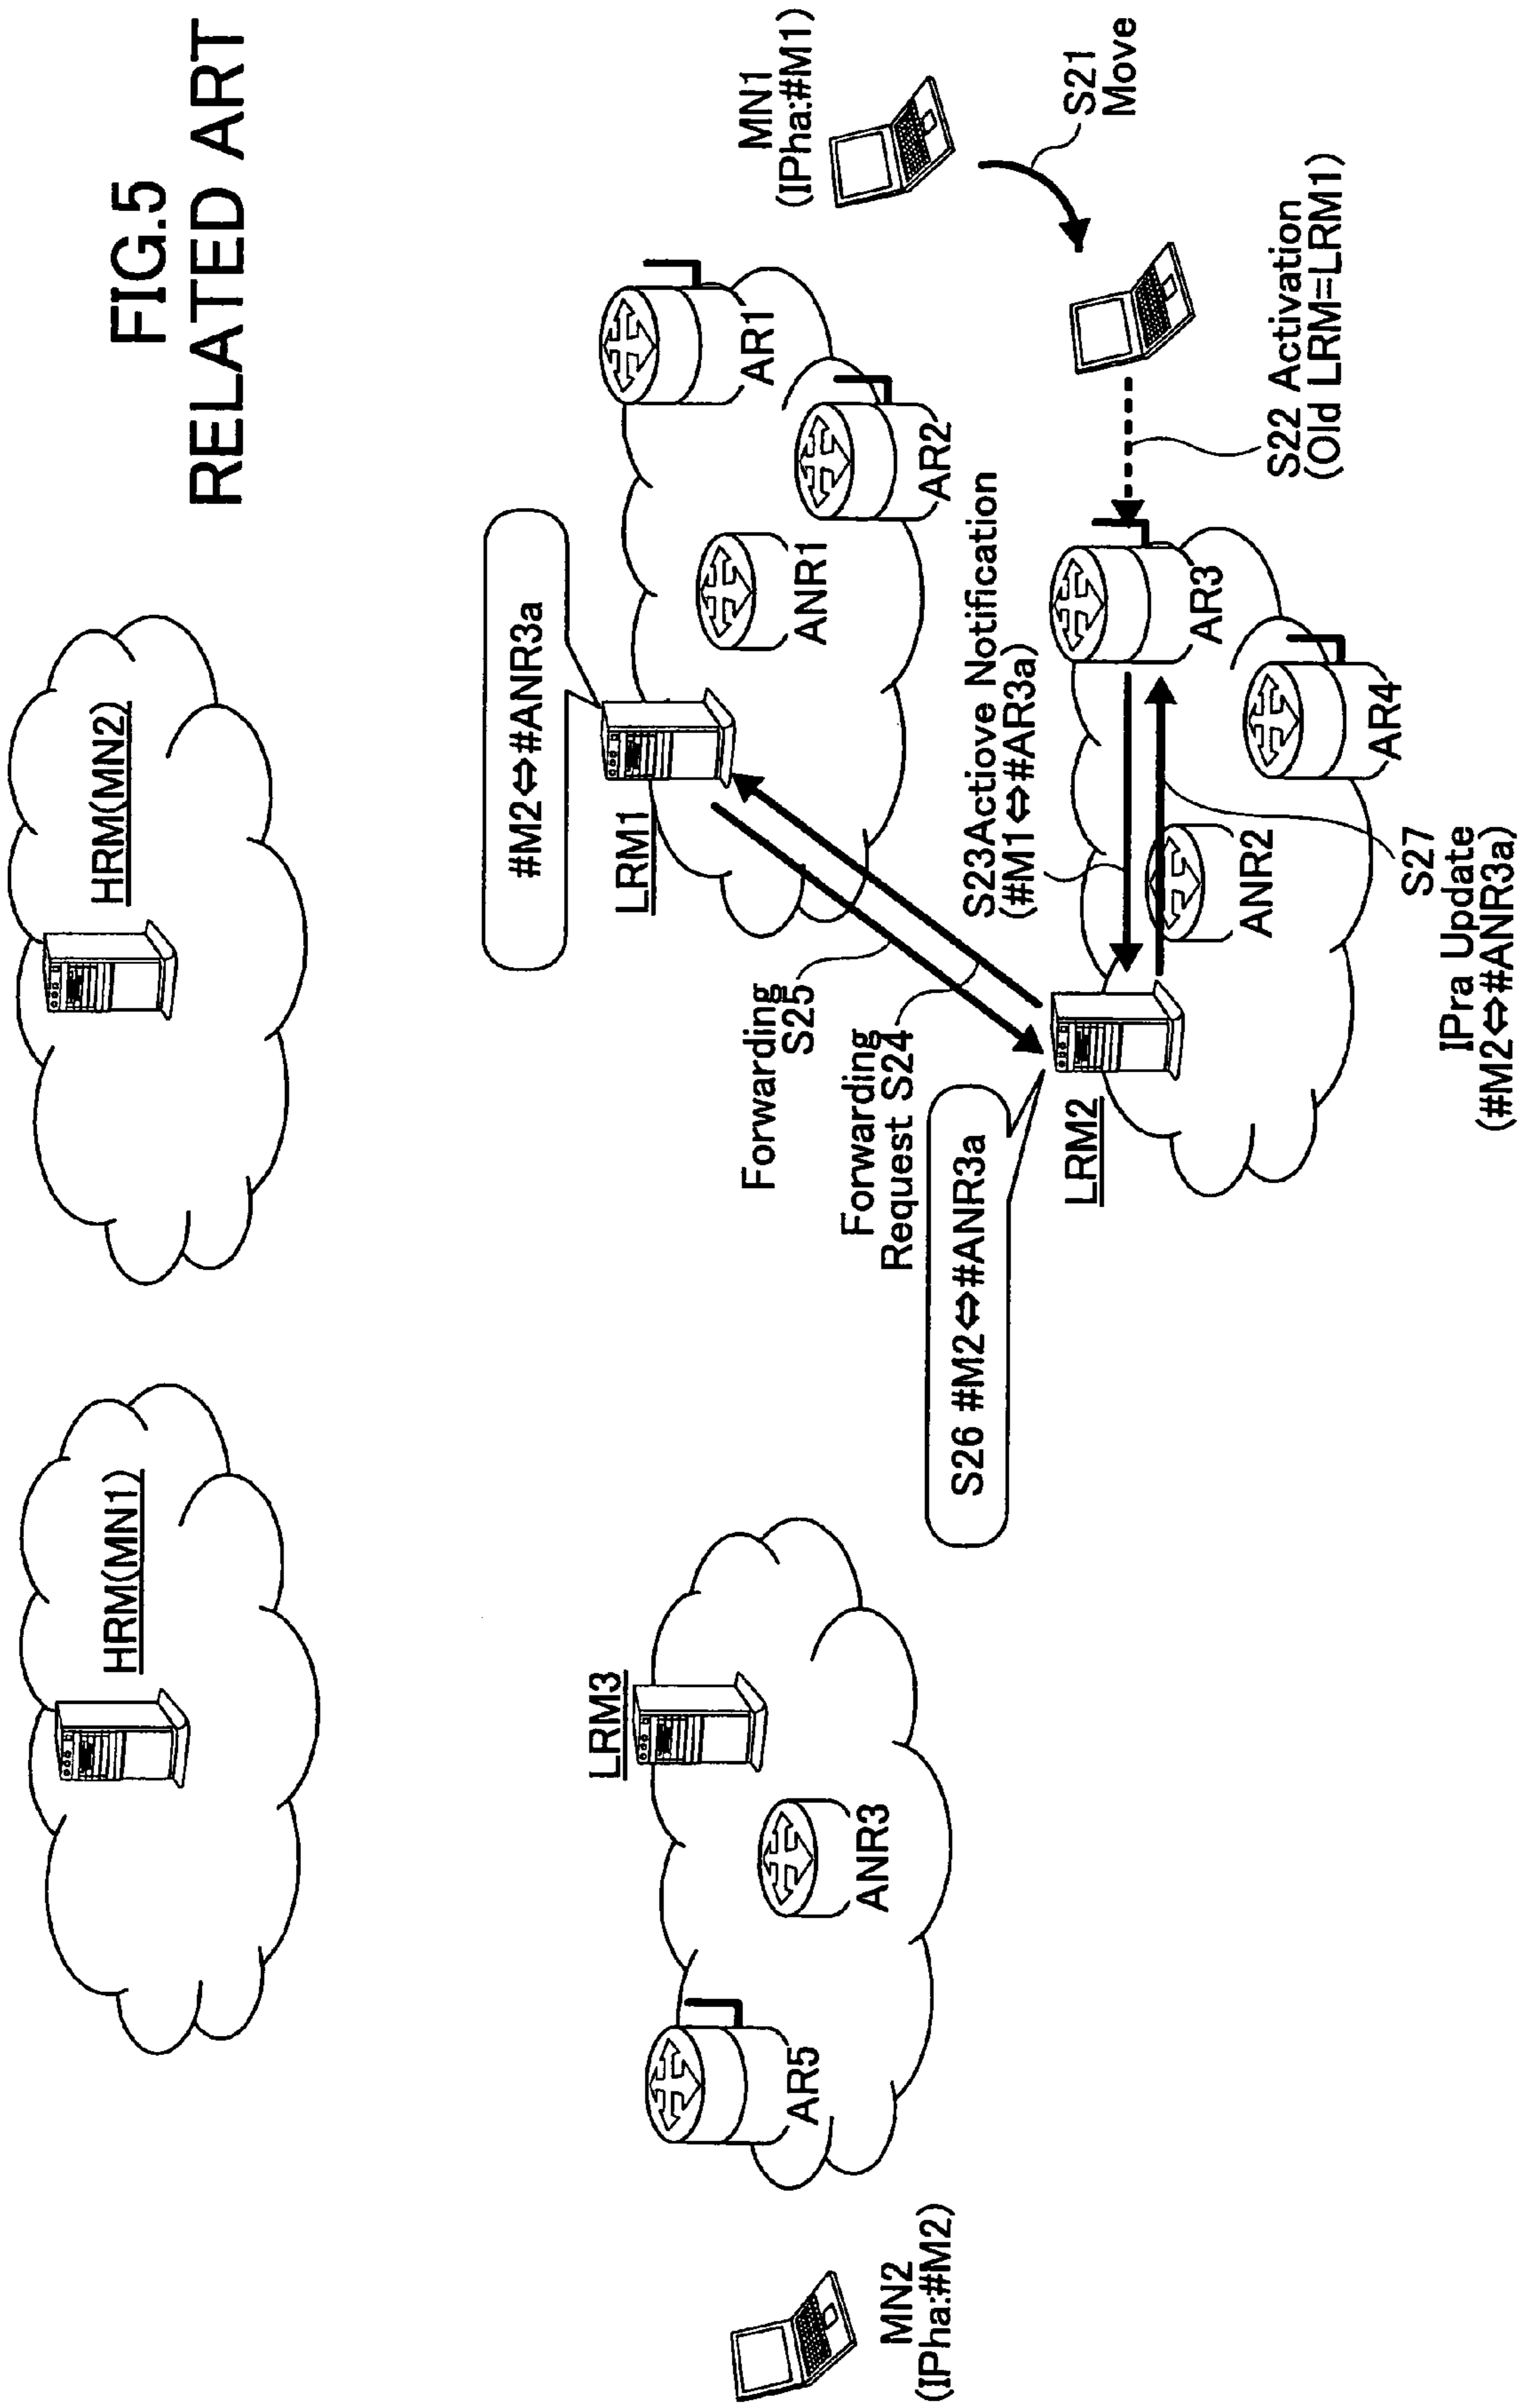 FIG.5
RELATED ART
HRM(MN1)
HRM(MN2)
#M2⇔#ANR3a
LRM3
LRM1
AR1
MN1
(IPha:#M1)
AR5
ANR3
ANR1
AR2
Forwarding
S25
Forwarding
Request S24
S23Actiove Notification
(#M1⇔#AR3a)
S21
Move
MN2
(IPha:#M2)
S26 #M2⇔#ANR3a
LRM2
ANR2
AR3
AR4
S22 Activation
(Old LRM=LRM1)
S27
IPra Update
(#M2⇔#ANR3a)